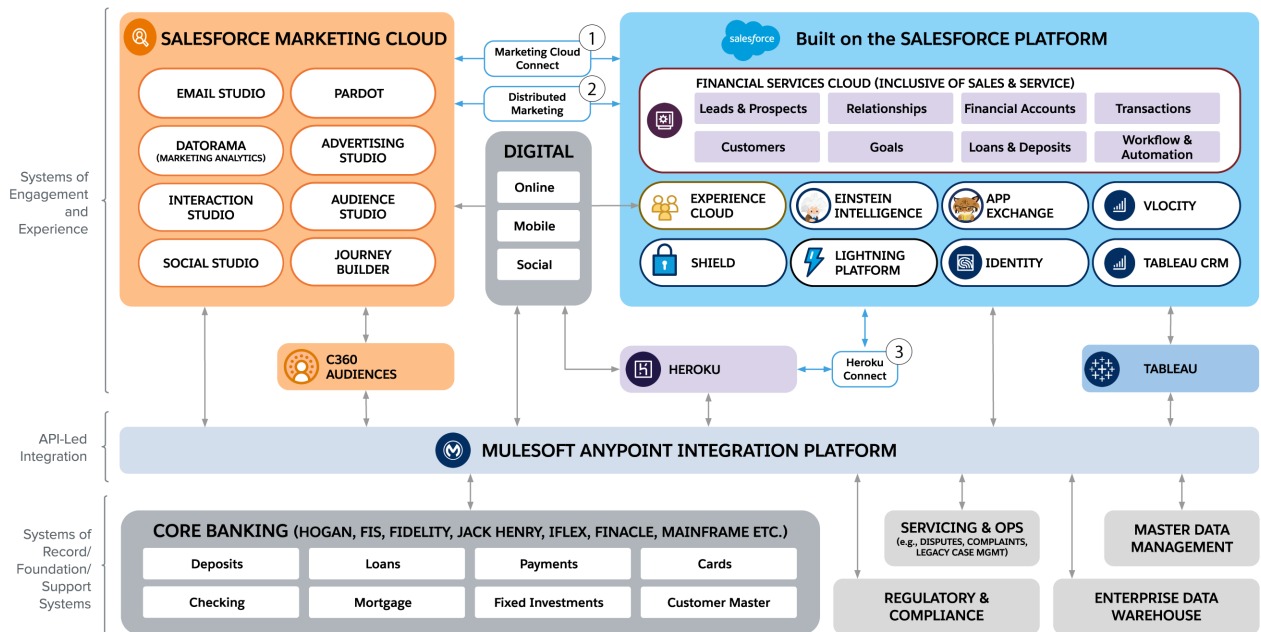 Systems of
Engagement
and
Experience
SALESFORCE MARKETING CLOUD
EMAIL STUDIO
PARDOT
DATORAMA
(MARKETING ANALYTICS)
ADVERTISING
STUDIO
INTERACTION
STUDIO
AUDIENCE
STUDIO
SOCIAL STUDIO
JOURNEY
BUILDER
1
Marketing Cloud
Connect
2
Distributed
Marketing
DIGITAL
Online
Mobile
Social
salesforce
Built on the SALESFORCE PLATFORM
FINANCIAL SERVICES CLOUD (INCLUSIVE OF SALES & SERVICE)
Leads & Prospects
Relationships
Financial Accounts
Transactions
Customers
Goals
Loans & Deposits
Workflow &
Automation
EXPERIENCE
CLOUD
EINSTEIN
INTELLIGENCE
APP
EXCHANGE
VLOCITY
SHIELD
LIGHTNING
PLATFORM
IDENTITY
TABLEAU CRM
C360
AUDIENCES
HEROKU
3
Heroku
Connect
TABLEAU
API-Led
Integration
MULESOFT ANYPOINT INTEGRATION PLATFORM
Systems of
Record/
Foundation/
Support
Systems
CORE BANKING (HOGAN, FIS, FIDELITY, JACK HENRY, IFLEX, FINACLE, MAINFRAME ETC.)
Deposits
Loans
Payments
Cards
Checking
Mortgage
Fixed Investments
Customer Master
SERVICING & OPS
(e.g., DISPUTES, COMPLAINTS,
LEGACY CASE MGMT)
MASTER DATA
MANAGEMENT
REGULATORY &
COMPLIANCE
ENTERPRISE DATA
WAREHOUSE